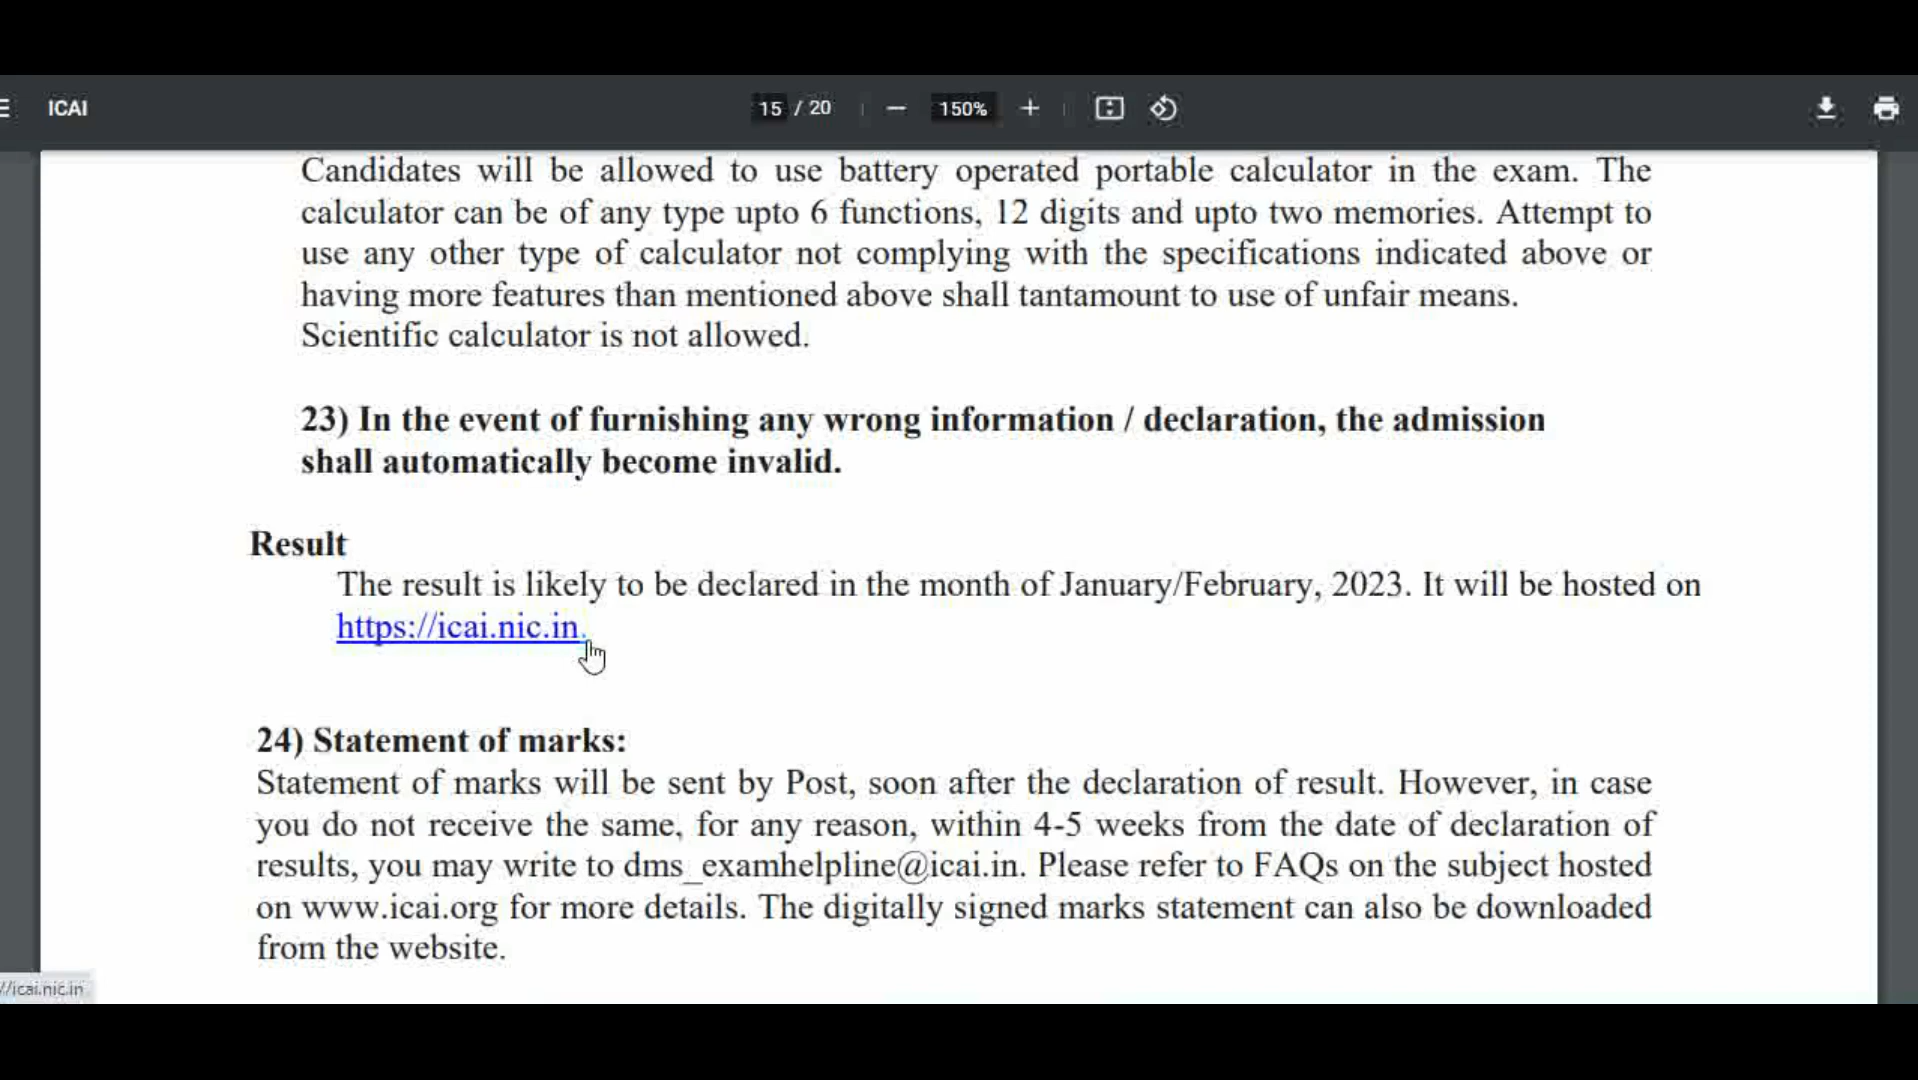 ICAI
15 / 20
150%
Candidates will be allowed to use battery operated portable calculator in the exam. The
calculator can be of any type upto 6 functions, 12 digits and upto two memories. Attempt to
use any other type of calculator not complying with the specifications indicated above or
having more features than mentioned above shall tantamount to use of unfair means.
Scientific calculator is not allowed.
23) In the event of furnishing any wrong information / declaration, the admission
shall automatically become invalid.
Result
The result is likely to be declared in the month of January/February, 2023. It will be hosted on
https://icai.nic.in.
24) Statement of marks:
Statement of marks will be sent by Post, soon after the declaration of result. However, in case
you do not receive the same, for any reason, within 4-5 weeks from the date of declaration of
results, you may write to dms_examhelpline@icai.in. Please refer to FAQs on the subject hosted
on www.icai.org for more details. The digitally signed marks statement can also be downloaded
from the website.
//icai.nic.in